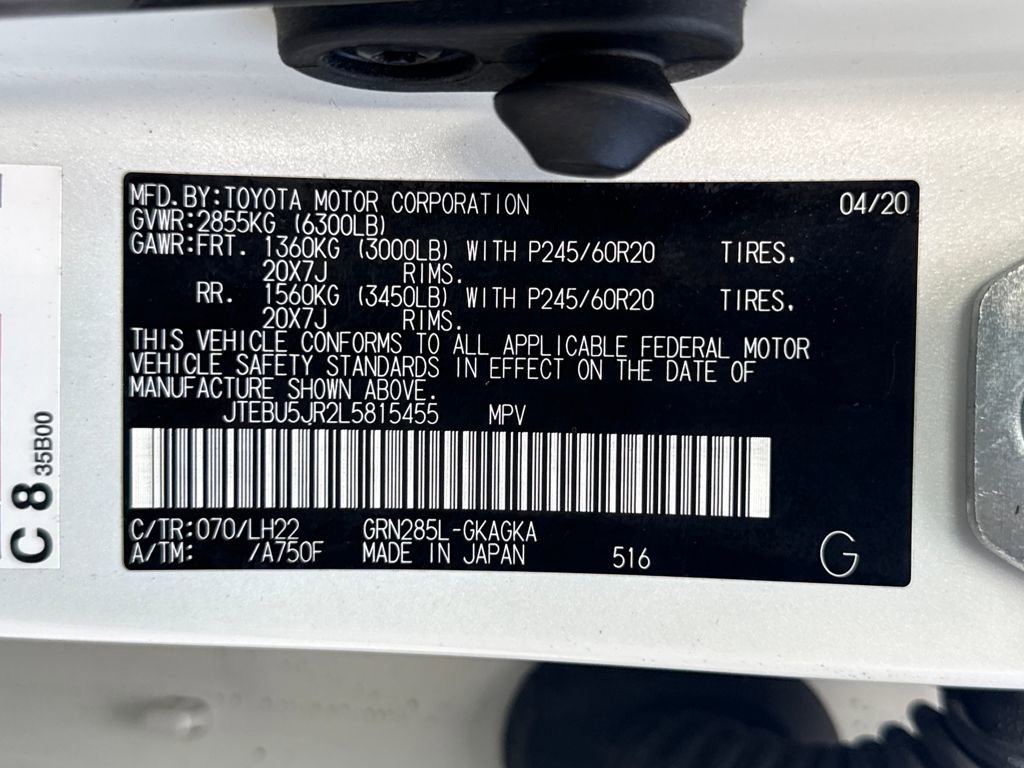 MFD. BY:TOYOTA MOTOR CORPORATION 04/20
GVWR:2855KG (6300LB)
GAWR:FRT. 1360KG (3000LB) WITH P245/60R20 TIRES.
20X7J RIMS.
RR. 1560KG (3450LB) WITH P245/60R20 TIRES.
20X7J RIMS.
THIS VEHICLE CONFORMS TO ALL APPLICABLE FEDERAL MOTOR
VEHICLE SAFETY STANDARDS IN EFFECT ON THE DATE OF
MANUFACTURE SHOWN ABOVE.
JTEBU5JR2L5815455 MPV
C/TR:070/LH22 GRN285L-GKAGKA
A/TM: /A750F MADE IN JAPAN 516 G
C 8 35B00